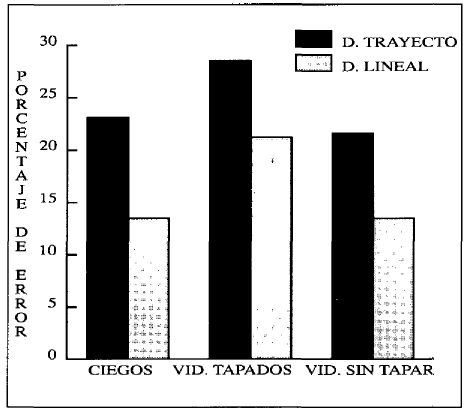 D. TRAYECTO
D. LINEAL
PORCENTAJE DE ERROR
30
25
20
15
10
5
0
CIEGOS VID. TAPADOS VID. SIN TAPAR